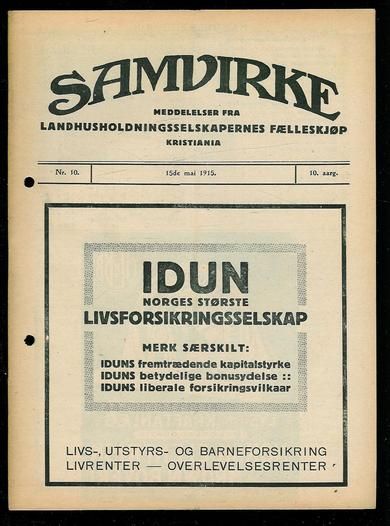 SAMVIRKE
MEDDELELSER FRA
LANDHUSHOLDNINGSSELSKAPERNES FÆLLESKJØP
KRISTIANIA
Nr. 10. 15de mai 1915. 10. aarg.
IDUN
NORGES STØRSTE
LIVSFORSIKRINGSSELSKAP
MERK SÆRSKILT:
IDUNS fremtrædende kapitalstyrke
IDUNS betydelige bonusydelse ::
IDUNS liberale forsikringsvilkaar
LIVS-, UTSTYRS- OG BARNEFORSIKRING
LIVRENTER — OVERLEVELSESRENTER